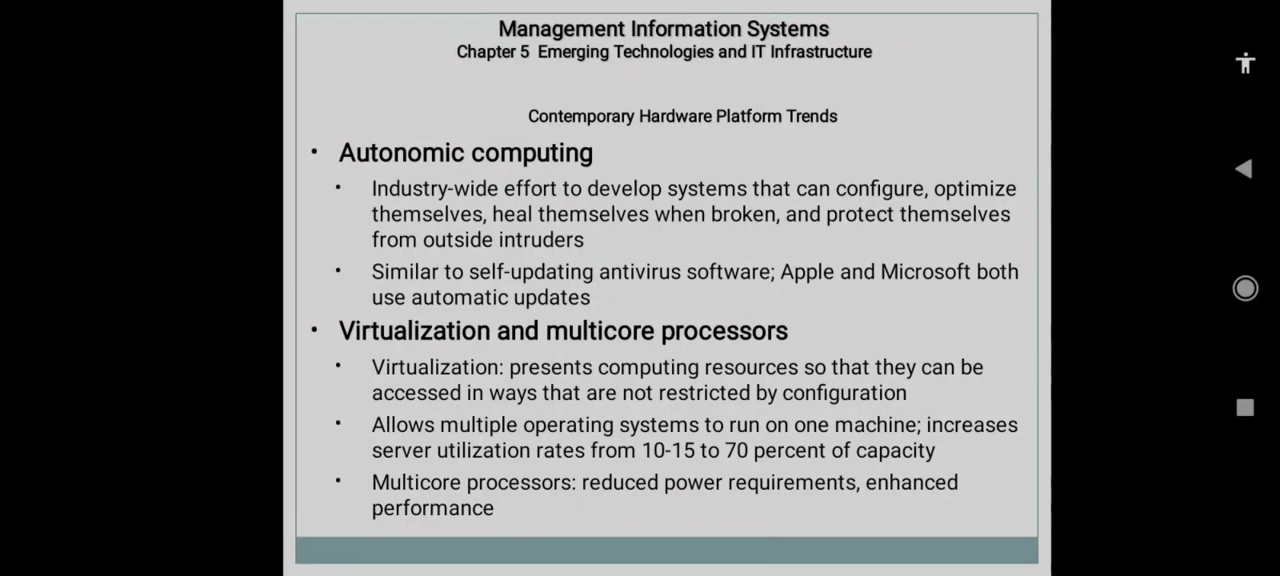 Management Information Systems
Chapter 5 Emerging Technologies and IT Infrastructure
Contemporary Hardware Platform Trends
• Autonomic computing
• Industry-wide effort to develop systems that can configure, optimize
themselves, heal themselves when broken, and protect themselves
from outside intruders
• Similar to self-updating antivirus software; Apple and Microsoft both
use automatic updates
• Virtualization and multicore processors
• Virtualization: presents computing resources so that they can be
accessed in ways that are not restricted by configuration
• Allows multiple operating systems to run on one machine; increases
server utilization rates from 10-15 to 70 percent of capacity
• Multicore processors: reduced power requirements, enhanced
performance